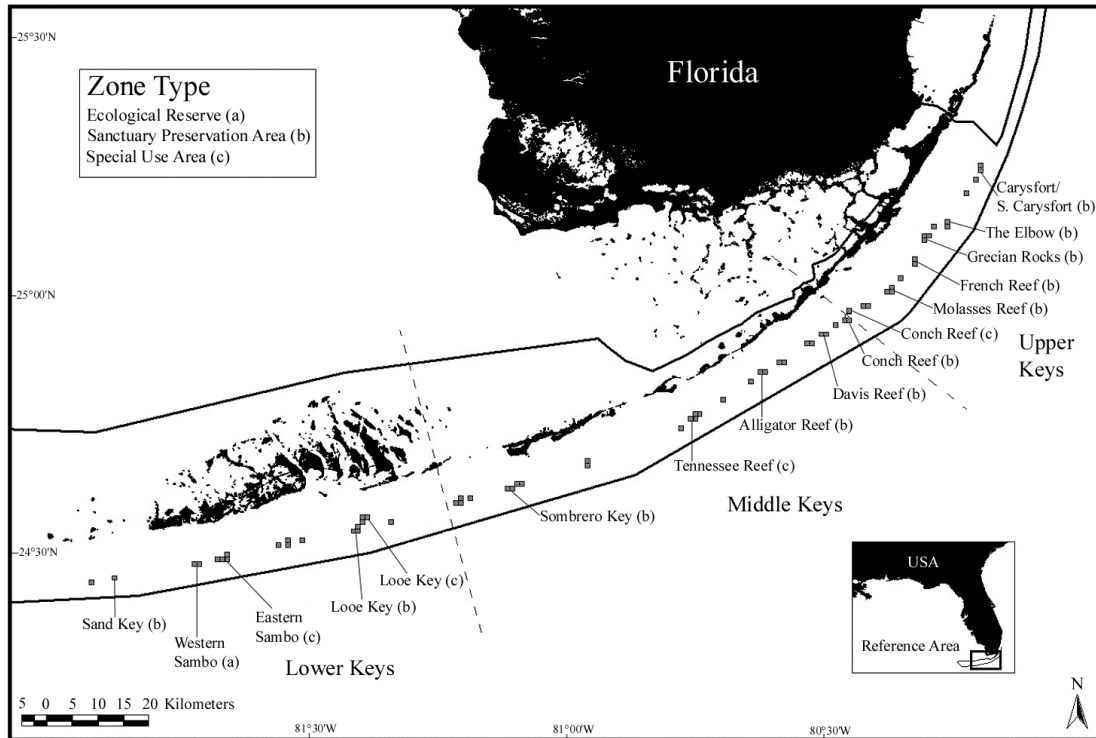 25°30'N
Florida
Zone Type
Ecological Reserve (a)
Sanctuary Preservation Area (b)
Special Use Area (c)
Carysfort/
S. Carysfort (b)
The Elbow (b)
Grecian Rocks (b)
French Reef (b)
25°00'N
Molasses Reef (b)
Conch Reef (c)
Upper
Keys
Conch Reef (b)
Davis Reef (b)
Alligator Reef (b)
Tennessee Reef (c)
Middle Keys
Sombrero Key (b)
24°30'N
Looe Key (c)
Looe Key (b)
Eastern
Sambo (c)
Sand Key (b)
Western
Sambo (a)
Lower Keys
USA
Reference Area
5 0 5 10 15 20 Kilometers
N
81°30'W
81°00'W
80°30'W